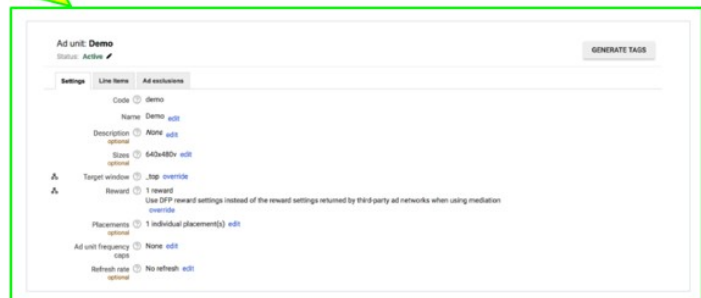 Ad unit: Demo
Status: Active
GENERATE TAGS
Settings Line Items Ad exclusions
Code ? demo
Name Demo edit
Description ? None edit
optional
Sizes ? 640x480v edit
optional
Target window ? _top override
Reward ? 1 reward
Use DFP reward settings instead of the reward settings returned by third-party ad networks when using mediation
override
Placements ? 1 individual placement(s) edit
optional
Ad unit frequency ? None edit
caps
Refresh rate ? No refresh edit
optional